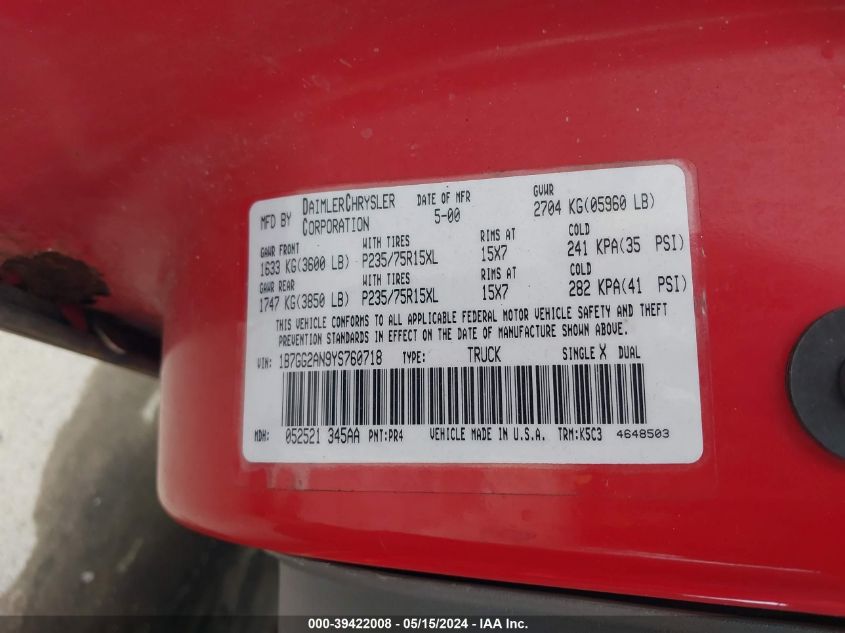 MFD BY DAIMLERCHRYSLER CORPORATION DATE OF MFR 5-00 GVWR 2704 KG(05960 LB)
GAWR FRONT WITH TIRES RIMS AT COLD
1633 KG(3600 LB) P235/75R15XL 15X7 241 KPA(35 PSI)
GAWR REAR WITH TIRES RIMS AT COLD
1747 KG(3850 LB) P235/75R15XL 15X7 282 KPA(41 PSI)
THIS VEHICLE CONFORMS TO ALL APPLICABLE FEDERAL MOTOR VEHICLE SAFETY AND THEFT
PREVENTION STANDARDS IN EFFECT ON THE DATE OF MANUFACTURE SHOWN ABOVE.
VIN: 1B7GG2AN9YS760718 TYPE: TRUCK SINGLE X DUAL
MDH: 052521 345AA PNT:PR4 VEHICLE MADE IN U.S.A. TRM:K5C3 4648503
000-39422008 - 05/15/2024 - IAA Inc.